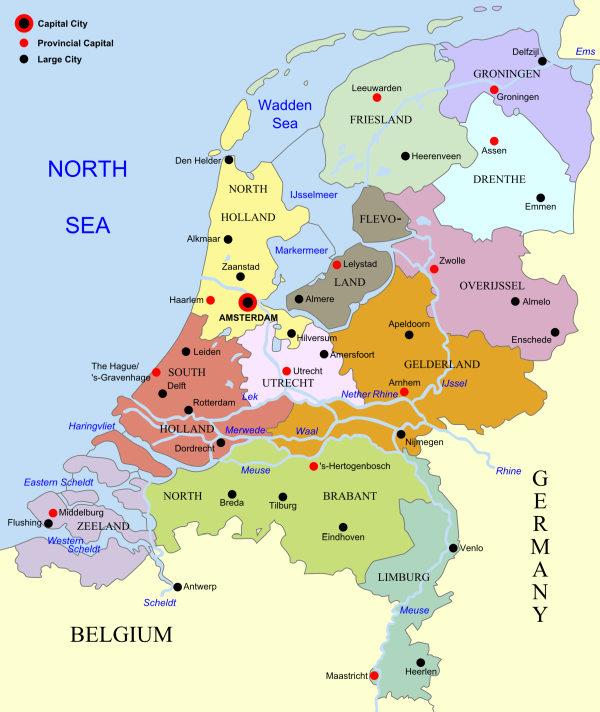 Capital City
Provincial Capital
Large City
Delfzijl
Ems
GRONINGEN
Leeuwarden
Groningen
Wadden
Sea
FRIESLAND
Assen
Den Helder
Heerenveen
NORTH
SEA
DRENTHE
NORTH
HOLLAND
IJsselmeer
Emmen
FLEVO-
LAND
Alkmaar
Markermeer
Zaanstad
Lelystad
Zwolle
OVERIJSSEL
Haarlem
Almere
Almelo
AMSTERDAM
Apeldoorn
Hilversum
Enschede
Leiden
Amersfoort
GELDERLAND
The Hague/
's-Gravenhage
SOUTH
HOLLAND
Utrecht
UTRECHT
Arnhem
IJssel
Delft
Nether Rhine
Lek
Rotterdam
Haringvliet
Merwede
Waal
Dordrecht
Nijmegen
Meuse
's-Hertogenbosch
Rhine
Eastern Scheldt
NORTH
BRABANT
GERMANY
Breda
Tilburg
Middelburg
Flushing
ZEELAND
Eindhoven
Western
Scheldt
Venlo
LIMBURG
Antwerp
Scheldt
Meuse
BELGIUM
Heerlen
Maastricht